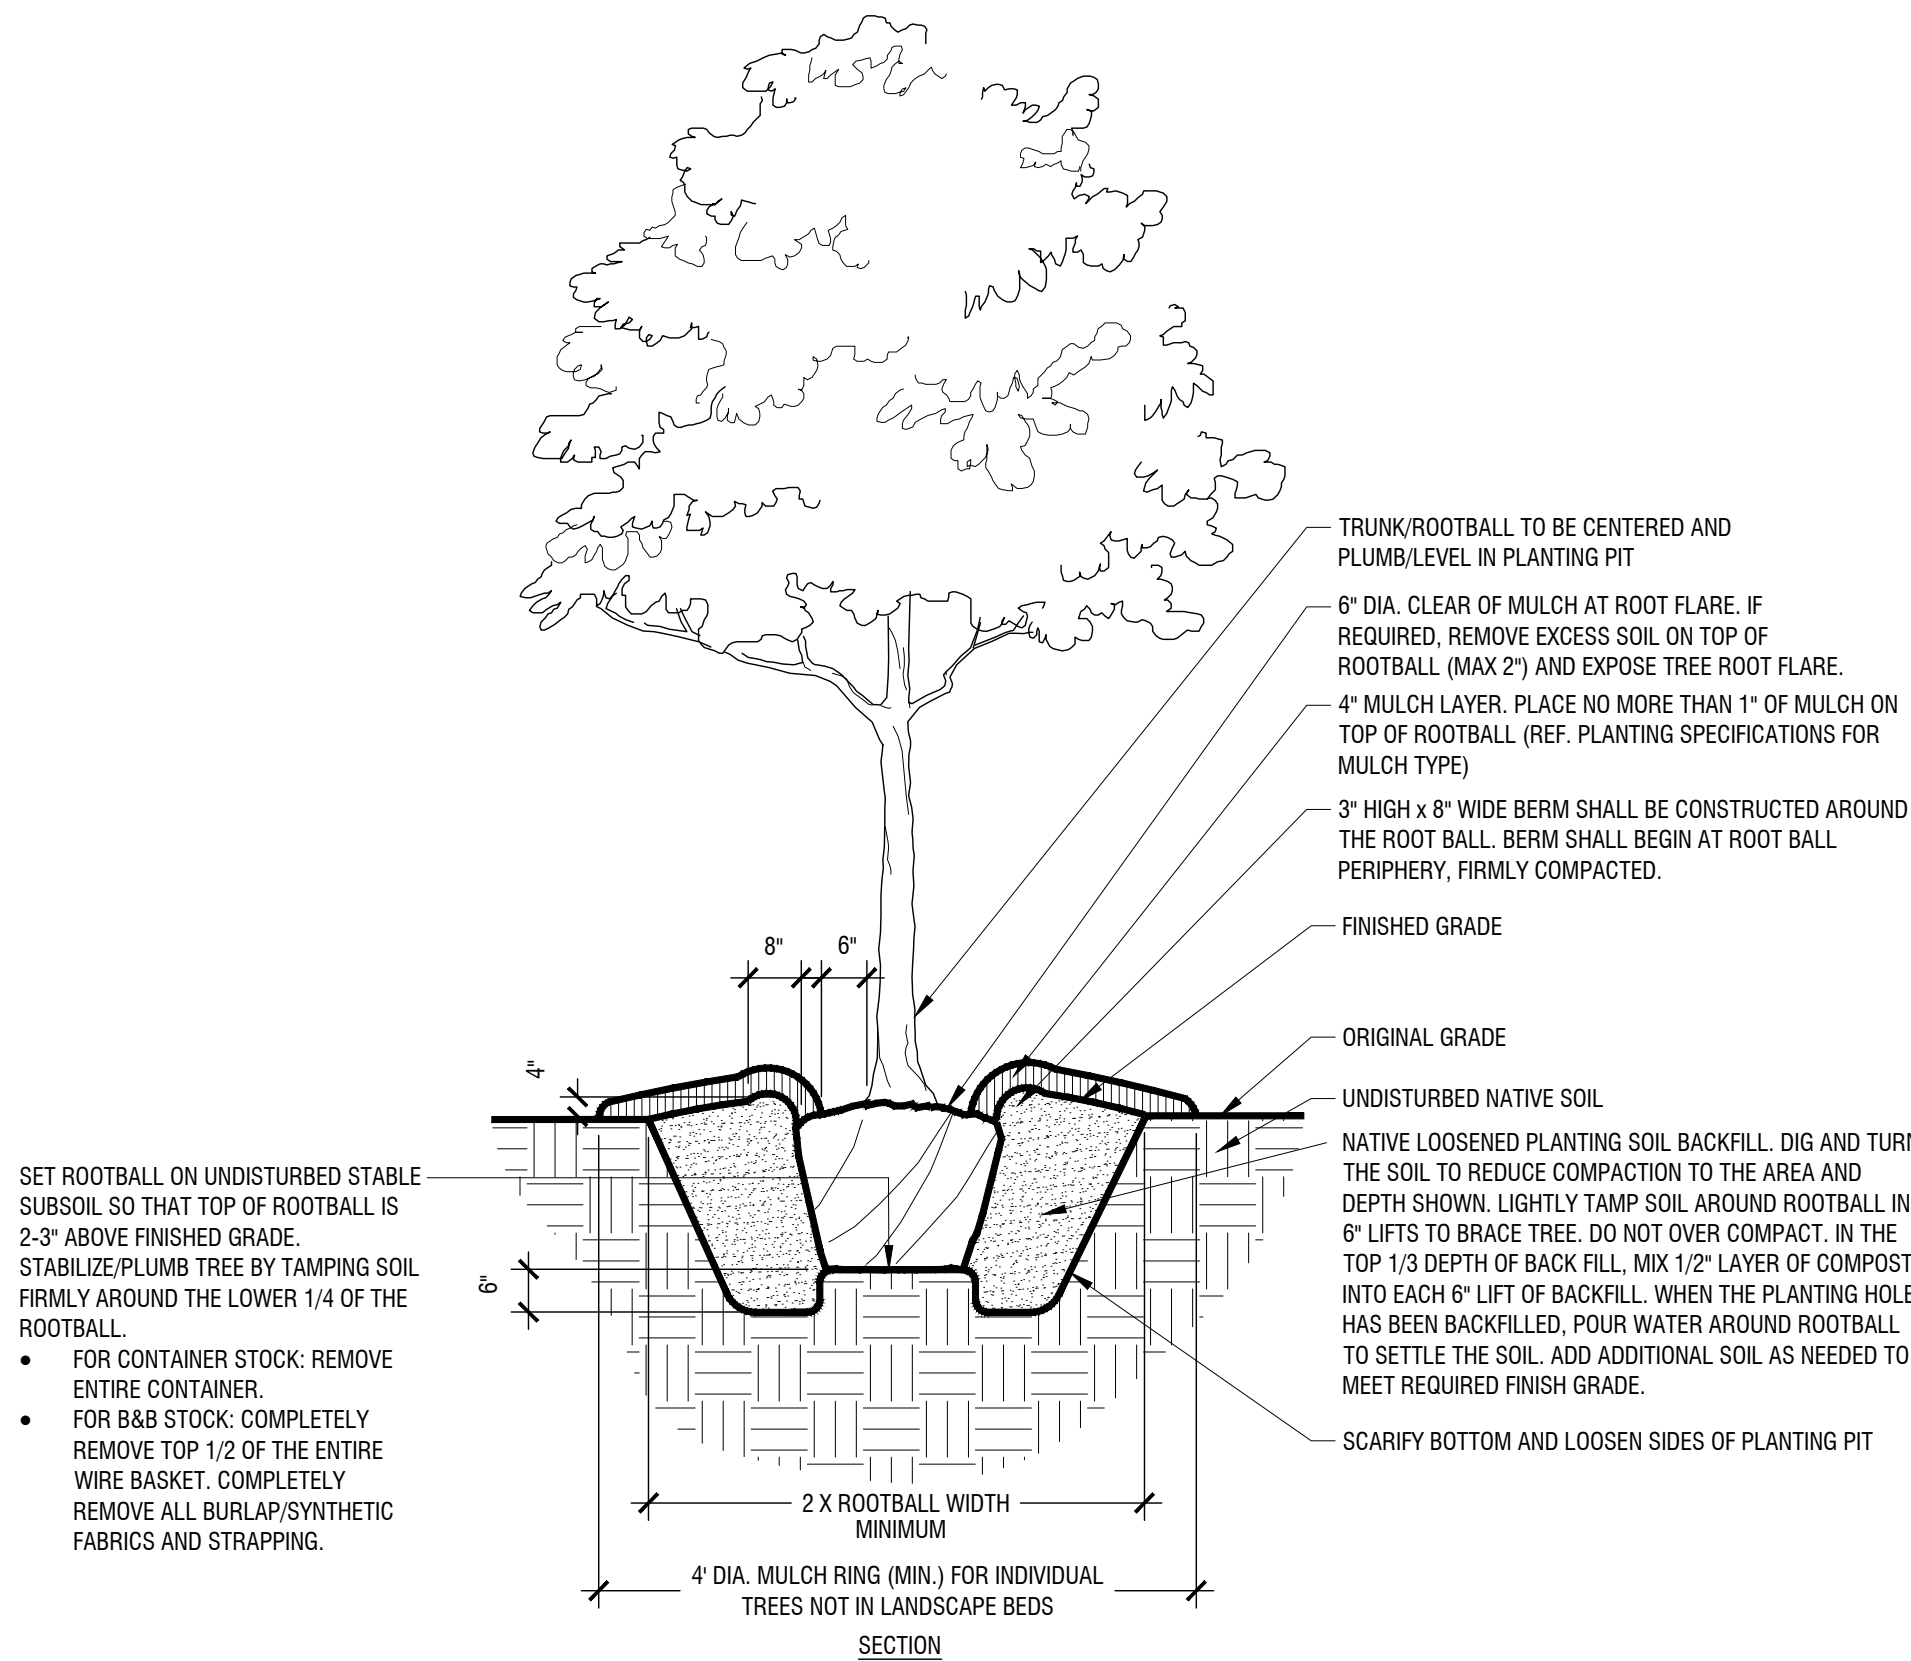 TRUNK/ROOTBALL TO BE CENTERED AND
PLUMB/LEVEL IN PLANTING PIT
6" DIA. CLEAR OF MULCH AT ROOT FLARE. IF
REQUIRED, REMOVE EXCESS SOIL ON TOP OF
ROOTBALL (MAX 2") AND EXPOSE TREE ROOT FLARE.
4" MULCH LAYER. PLACE NO MORE THAN 1" OF MULCH ON
TOP OF ROOTBALL (REF. PLANTING SPECIFICATIONS FOR
MULCH TYPE)
3" HIGH x 8" WIDE BERM SHALL BE CONSTRUCTED AROUND
THE ROOT BALL. BERM SHALL BEGIN AT ROOT BALL
PERIPHERY, FIRMLY COMPACTED.
FINISHED GRADE
ORIGINAL GRADE
UNDISTURBED NATIVE SOIL
NATIVE LOOSENED PLANTING SOIL BACKFILL. DIG AND TURN
THE SOIL TO REDUCE COMPACTION TO THE AREA AND
DEPTH SHOWN. LIGHTLY TAMP SOIL AROUND ROOTBALL IN
6" LIFTS TO BRACE TREE. DO NOT OVER COMPACT. IN THE
TOP 1/3 DEPTH OF BACK FILL, MIX 1/2" LAYER OF COMPOST
INTO EACH 6" LIFT OF BACKFILL. WHEN THE PLANTING HOLE
HAS BEEN BACKFILLED, POUR WATER AROUND ROOTBALL
TO SETTLE THE SOIL. ADD ADDITIONAL SOIL AS NEEDED TO
MEET REQUIRED FINISH GRADE.
SCARIFY BOTTOM AND LOOSEN SIDES OF PLANTING PIT
8"
6"
4"
6"
SET ROOTBALL ON UNDISTURBED STABLE
SUBSOIL SO THAT TOP OF ROOTBALL IS
2-3" ABOVE FINISHED GRADE.
STABILIZE/PLUMB TREE BY TAMPING SOIL
FIRMLY AROUND THE LOWER 1/4 OF THE
ROOTBALL.
• FOR CONTAINER STOCK: REMOVE
ENTIRE CONTAINER.
• FOR B&B STOCK: COMPLETELY
REMOVE TOP 1/2 OF THE ENTIRE
WIRE BASKET. COMPLETELY
REMOVE ALL BURLAP/SYNTHETIC
FABRICS AND STRAPPING.
2 X ROOTBALL WIDTH
MINIMUM
4' DIA. MULCH RING (MIN.) FOR INDIVIDUAL
TREES NOT IN LANDSCAPE BEDS
SECTION